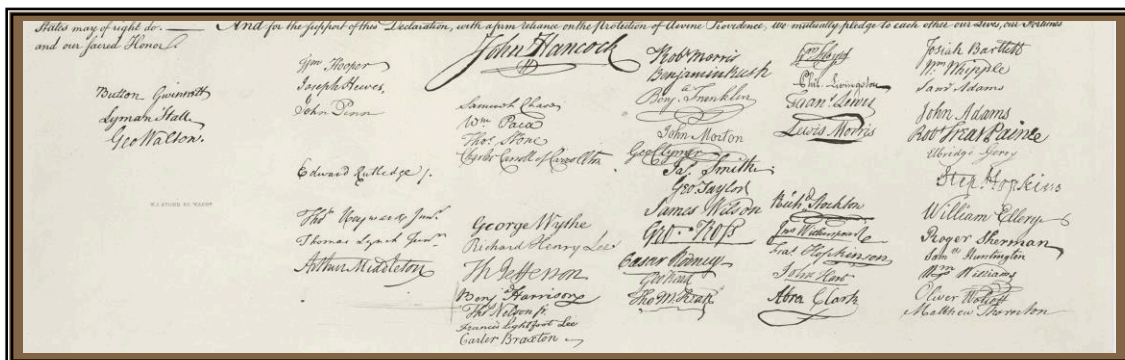 States may of right do. — And for the support of this Declaration, with a firm reliance on the Protection of divine Providence, we mutually pledge to each other our Lives, our Fortunes
and our sacred Honor
Button Gwinnett
Lyman Hall
Geo Walton.
Wm Hooper
Joseph Hewes,
John Penn
Edward Rutledge /.
Thos Heyward Junr.
Thomas Lynch Junr.
Arthur Middleton
John Hancock
Samuel Chase
Wm Paca
Thos Stone
Charles Carroll of Carrollton
George Wythe
Richard Henry Lee
Th Jefferson
Benj Harrison
Thos Nelson jr.
Francis Lightfoot Lee
Carter Braxton
Robt Morris
Benjamin Rush
Benj. Franklin
John Morton
Geo Clymer
Jas Smith
Geo. Taylor
James Wilson
Geo. Ross
Caesar Rodney
Geo Read
Tho M:Kean
Wm Floyd
Phil. Livingston
Frans. Lewis
Lewis Morris
Richd Stockton
Jno Witherspoon
Fras. Hopkinson
John Hart
Abra Clark
Josiah Bartlett
Wm Whipple
Saml Adams
John Adams
Robt Treat Paine
Elbridge Gerry
Step. Hopkins
William Ellery
Roger Sherman
Saml Huntington
Wm Williams
Oliver Wolcott
Matthew Thornton